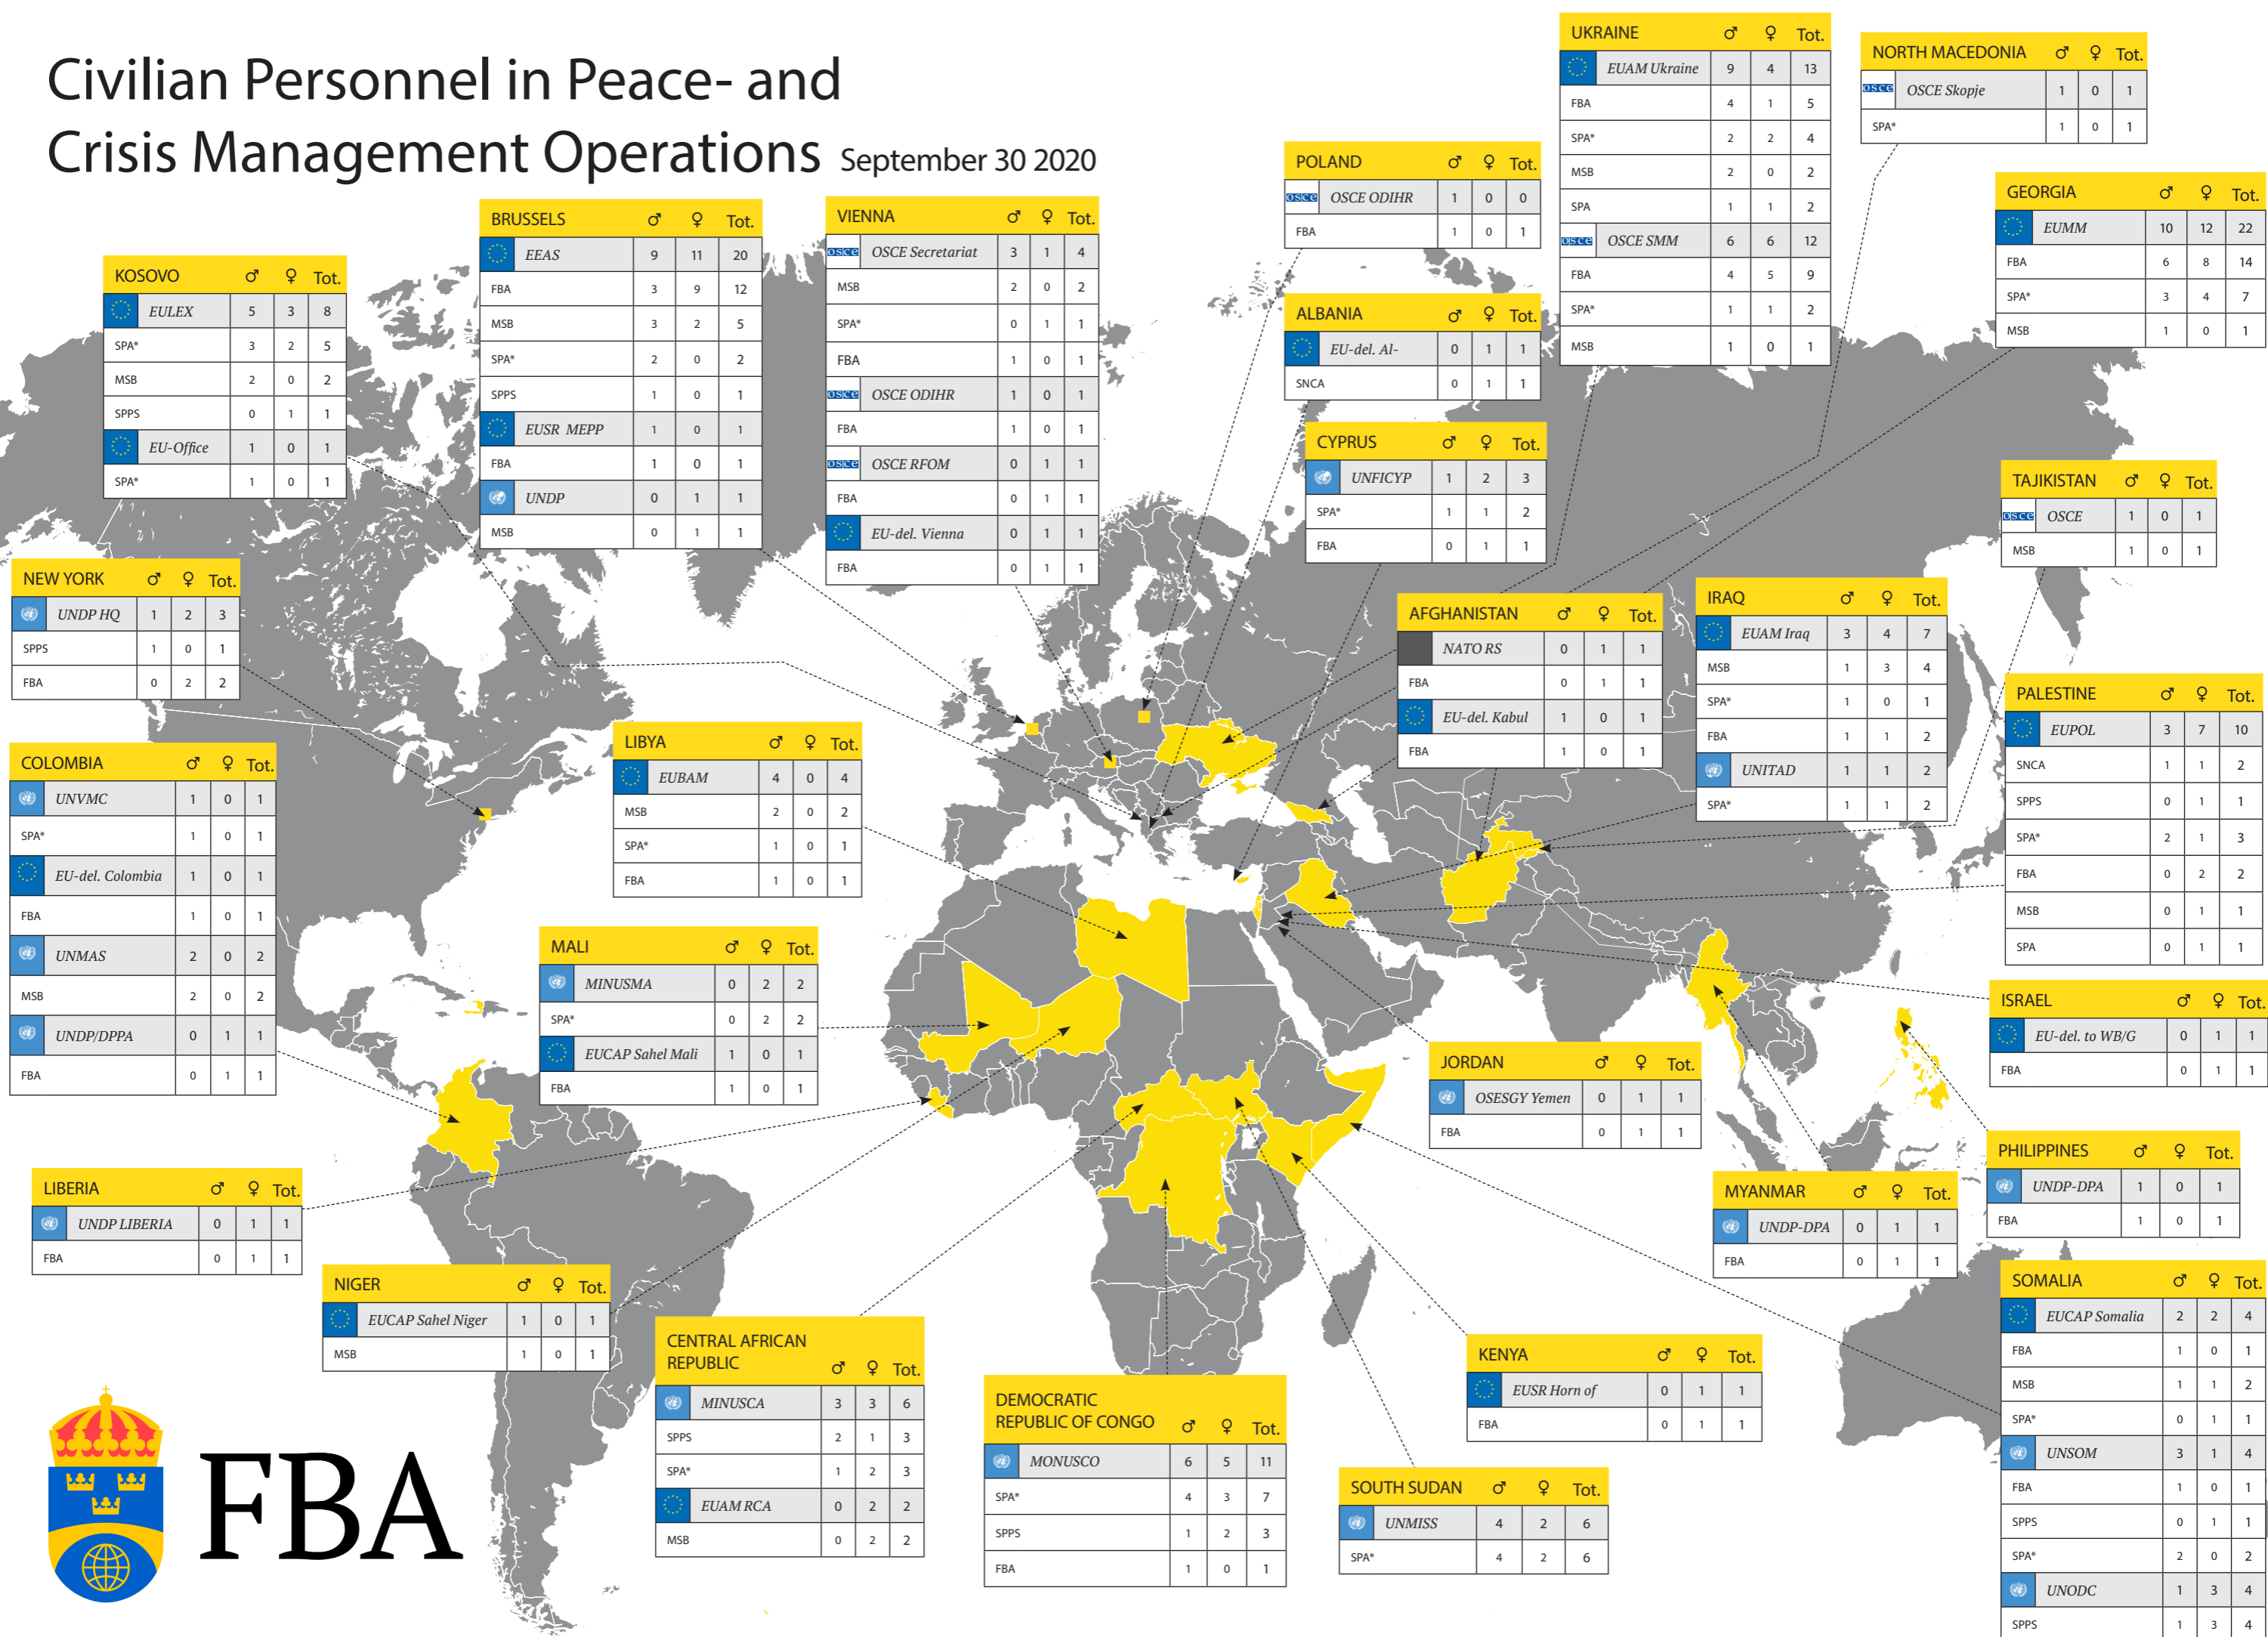 Civilian Personnel in Peace- and
Crisis Management Operations September 30 2020
KOSOVO ♂ ♀ Tot.
EULEX 5 3 8
SPA* 3 2 5
MSB 2 0 2
SPPS 0 1 1
EU-Office 1 0 1
SPA* 1 0 1
BRUSSELS ♂ ♀ Tot.
EEAS 9 11 20
FBA 3 9 12
MSB 3 2 5
SPA* 2 0 2
SPPS 1 0 1
EUSR MEPP 1 0 1
FBA 1 0 1
UNDP 0 1 1
MSB 0 1 1
VIENNA ♂ ♀ Tot.
osce OSCE Secretariat 3 1 4
MSB 2 0 2
SPA* 0 1 1
FBA 1 0 1
osce OSCE ODIHR 1 0 1
FBA 1 0 1
osce OSCE RFOM 0 1 1
FBA 0 1 1
EU-del. Vienna 0 1 1
FBA 0 1 1
POLAND ♂ ♀ Tot.
osce OSCE ODIHR 1 0 0
FBA 1 0 1
ALBANIA ♂ ♀ Tot.
EU-del. Al- 0 1 1
SNCA 0 1 1
CYPRUS ♂ ♀ Tot.
UNFICYP 1 2 3
SPA* 1 1 2
FBA 0 1 1
UKRAINE ♂ ♀ Tot.
EUAM Ukraine 9 4 13
FBA 4 1 5
SPA* 2 2 4
MSB 2 0 2
SPA 1 1 2
osce OSCE SMM 6 6 12
FBA 4 5 9
SPA* 1 1 2
MSB 1 0 1
NORTH MACEDONIA ♂ ♀ Tot.
osce OSCE Skopje 1 0 1
SPA* 1 0 1
GEORGIA ♂ ♀ Tot.
EUMM 10 12 22
FBA 6 8 14
SPA* 3 4 7
MSB 1 0 1
TAJIKISTAN ♂ ♀ Tot.
osce OSCE 1 0 1
MSB 1 0 1
NEW YORK ♂ ♀ Tot.
UNDP HQ 1 2 3
SPPS 1 0 1
FBA 0 2 2
AFGHANISTAN ♂ ♀ Tot.
NATO RS 0 1 1
FBA 0 1 1
EU-del. Kabul 1 0 1
FBA 1 0 1
IRAQ ♂ ♀ Tot.
EUAM Iraq 3 4 7
MSB 1 3 4
SPA* 1 0 1
FBA 1 1 2
UNITAD 1 1 2
SPA* 1 1 2
PALESTINE ♂ ♀ Tot.
EUPOL 3 7 10
SNCA 1 1 2
SPPS 0 1 1
SPA* 2 1 3
FBA 0 2 2
MSB 0 1 1
SPA 0 1 1
COLOMBIA ♂ ♀ Tot.
UNVMC 1 0 1
SPA* 1 0 1
EU-del. Colombia 1 0 1
FBA 1 0 1
UNMAS 2 0 2
MSB 2 0 2
UNDP/DPPA 0 1 1
FBA 0 1 1
LIBYA ♂ ♀ Tot.
EUBAM 4 0 4
MSB 2 0 2
SPA* 1 0 1
FBA 1 0 1
MALI ♂ ♀ Tot.
MINUSMA 0 2 2
SPA* 0 2 2
EUCAP Sahel Mali 1 0 1
FBA 1 0 1
ISRAEL ♂ ♀ Tot.
EU-del. to WB/G 0 1 1
FBA 0 1 1
JORDAN ♂ ♀ Tot.
OSESGY Yemen 0 1 1
FBA 0 1 1
PHILIPPINES ♂ ♀ Tot.
UNDP-DPA 1 0 1
FBA 1 0 1
MYANMAR ♂ ♀ Tot.
UNDP-DPA 0 1 1
FBA 0 1 1
LIBERIA ♂ ♀ Tot.
UNDP LIBERIA 0 1 1
FBA 0 1 1
NIGER ♂ ♀ Tot.
EUCAP Sahel Niger 1 0 1
MSB 1 0 1
CENTRAL AFRICAN
REPUBLIC ♂ ♀ Tot.
MINUSCA 3 3 6
SPPS 2 1 3
SPA* 1 2 3
EUAM RCA 0 2 2
MSB 0 2 2
DEMOCRATIC
REPUBLIC OF CONGO ♂ ♀ Tot.
MONUSCO 6 5 11
SPA* 4 3 7
SPPS 1 2 3
FBA 1 0 1
KENYA ♂ ♀ Tot.
EUSR Horn of 0 1 1
FBA 0 1 1
SOUTH SUDAN ♂ ♀ Tot.
UNMISS 4 2 6
SPA* 4 2 6
SOMALIA ♂ ♀ Tot.
EUCAP Somalia 2 2 4
FBA 1 0 1
MSB 1 1 2
SPA* 0 1 1
UNSOM 3 1 4
FBA 1 0 1
SPPS 0 1 1
SPA* 2 0 2
UNODC 1 3 4
SPPS 1 3 4
FBA